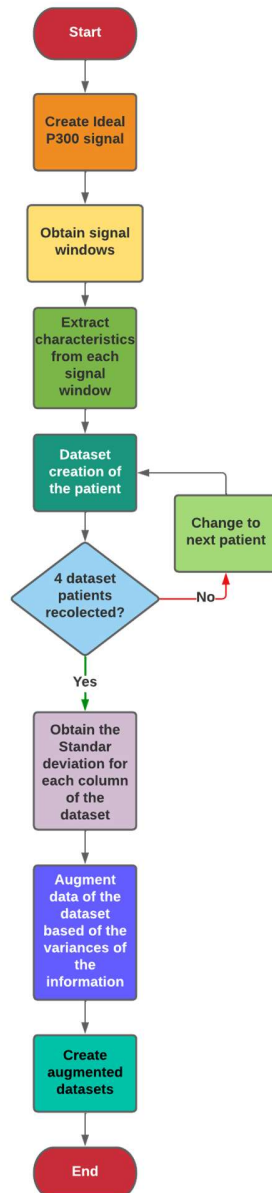 Start
Create Ideal
P300 signal
Obtain signal
windows
Extract
characteristics
from each
signal
window
Dataset
creation of
the patient
Change to
next patient
4 dataset
patients
recolected?
No
Yes
Obtain the
Standar
deviation for
each column
of the
dataset
Augment
data of the
dataset
based of the
variances of
the
information
Create
augmented
datasets
End